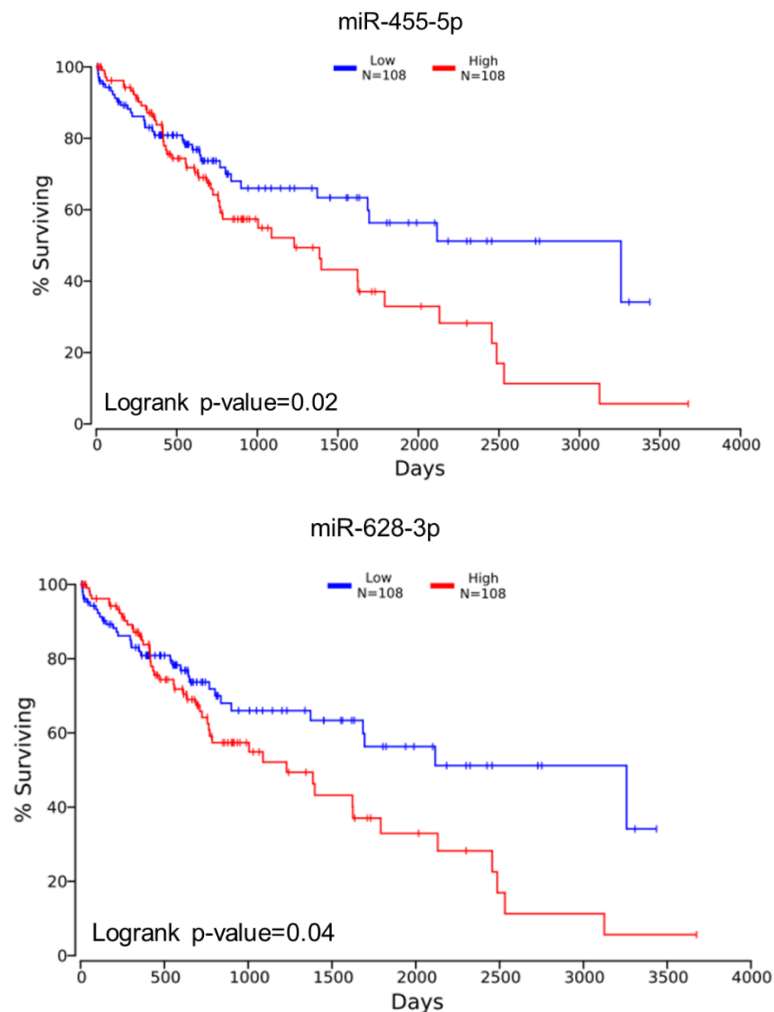 miR-455-5p
Low High
N=108 N=108
100
80
60
40
20
0
% Surviving
Logrank p-value=0.02
0 500 1000 1500 2000 2500 3000 3500 4000
Days
miR-628-3p
Low High
N=108 N=108
100
80
60
40
20
0
% Surviving
Logrank p-value=0.04
0 500 1000 1500 2000 2500 3000 3500 4000
Days